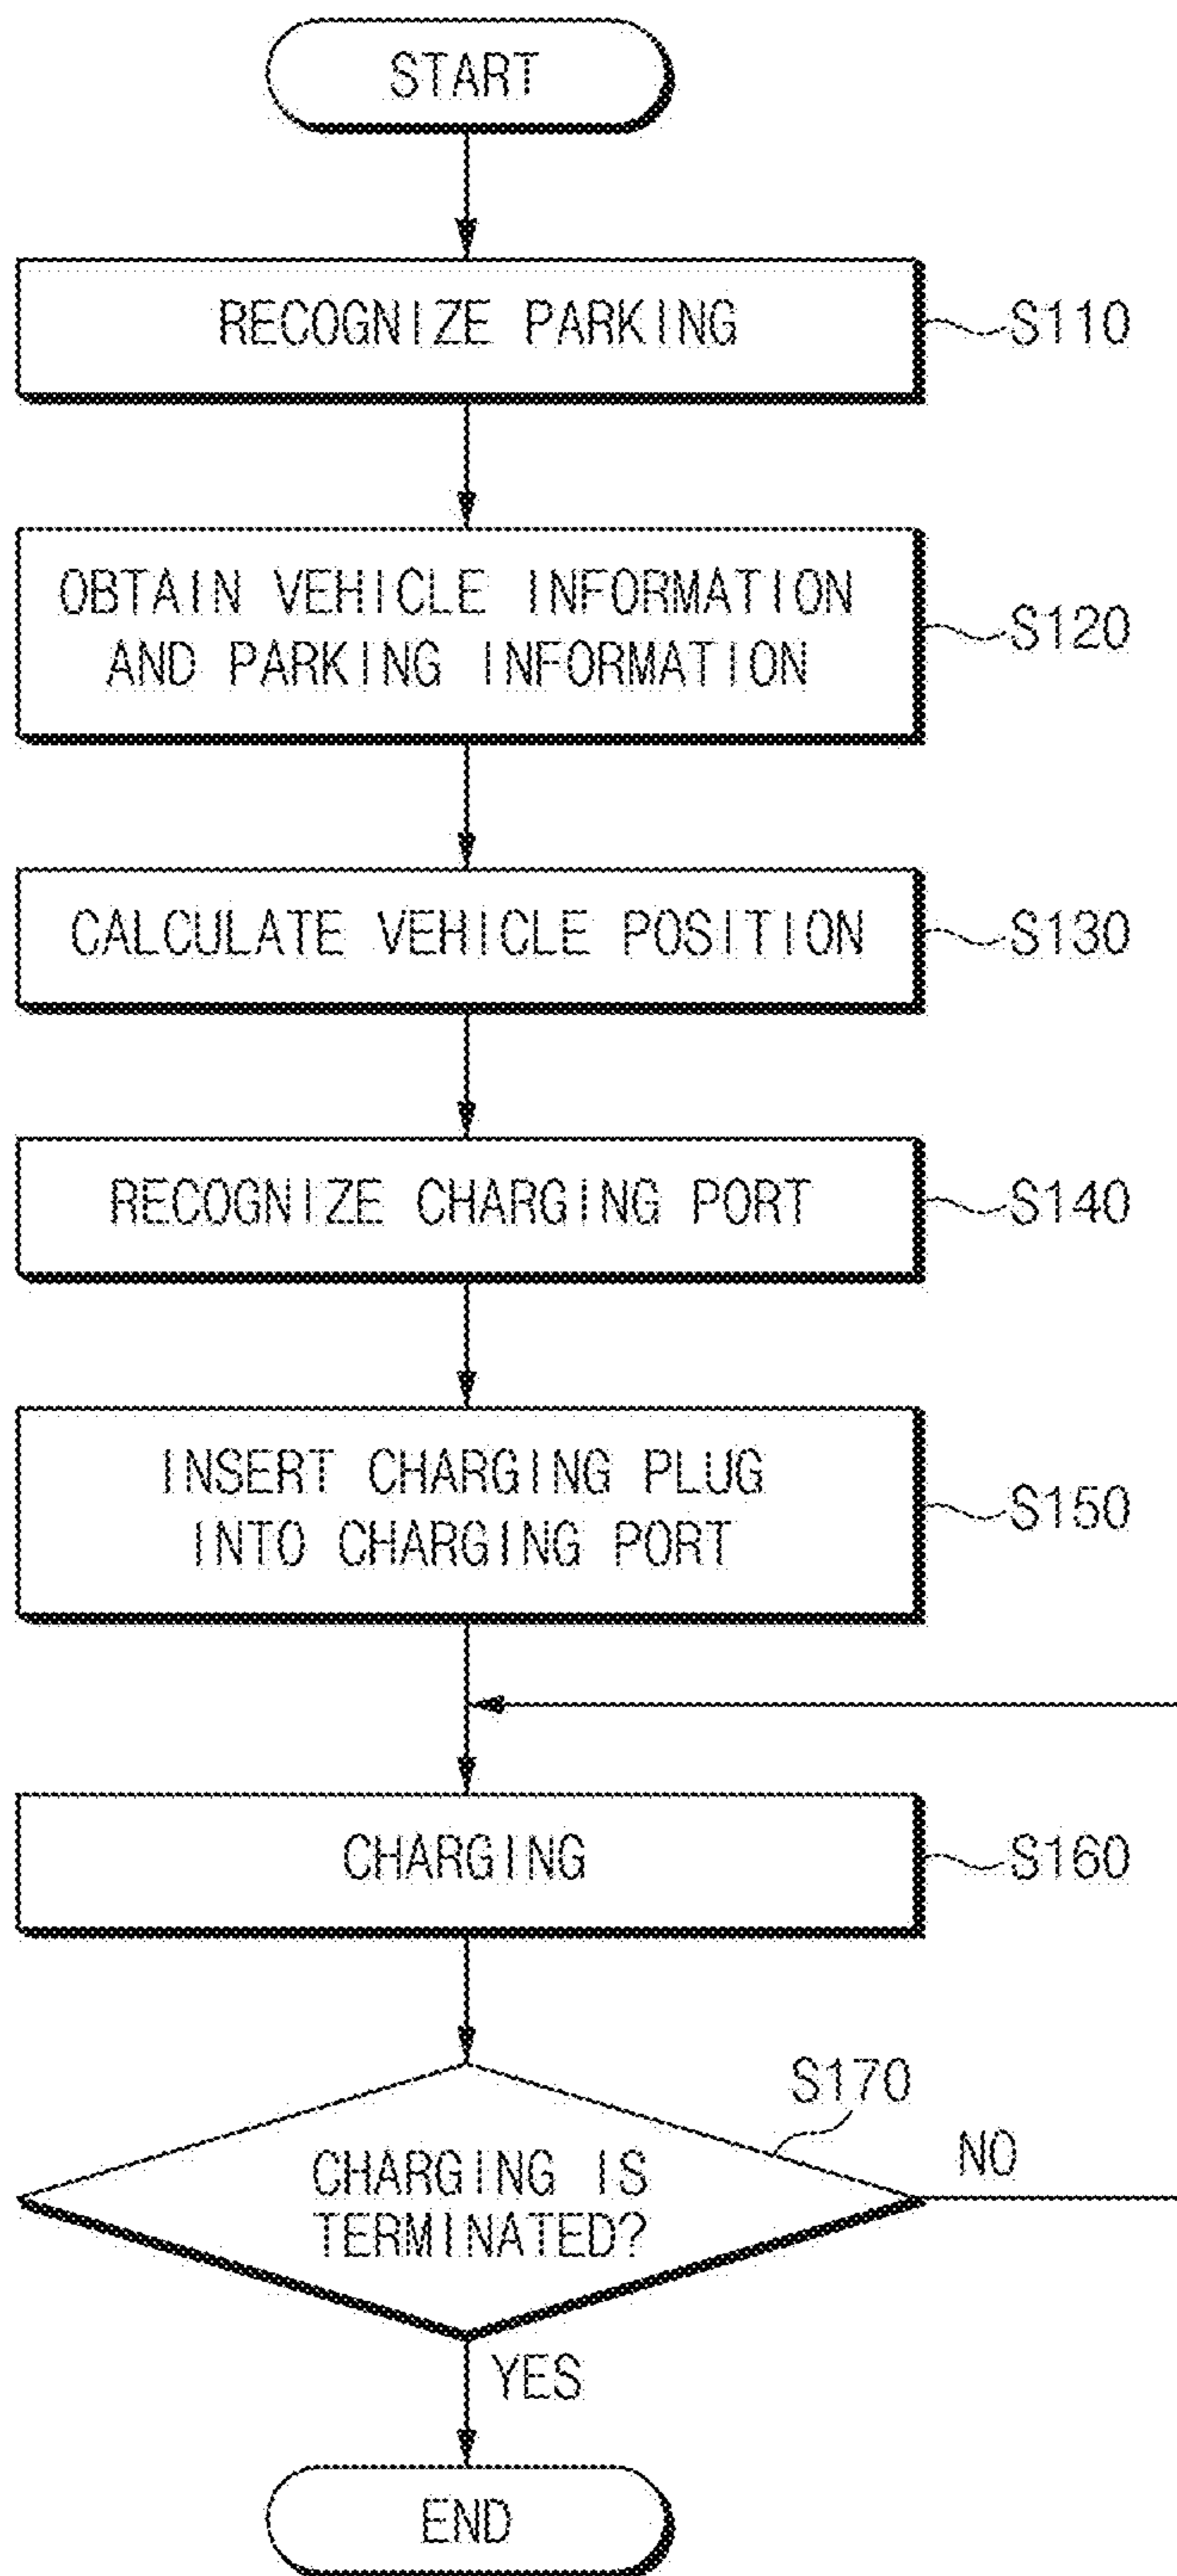 START
RECOGNIZE PARKING
S110
OBTAIN VEHICLE INFORMATION
AND PARKING INFORMATION
S120
CALCULATE VEHICLE POSITION
S130
RECOGNIZE CHARGING PORT
S140
INSERT CHARGING PLUG
INTO CHARGING PORT
S150
CHARGING
S160
S170
NO
CHARGING IS
TERMINATED?
YES
END